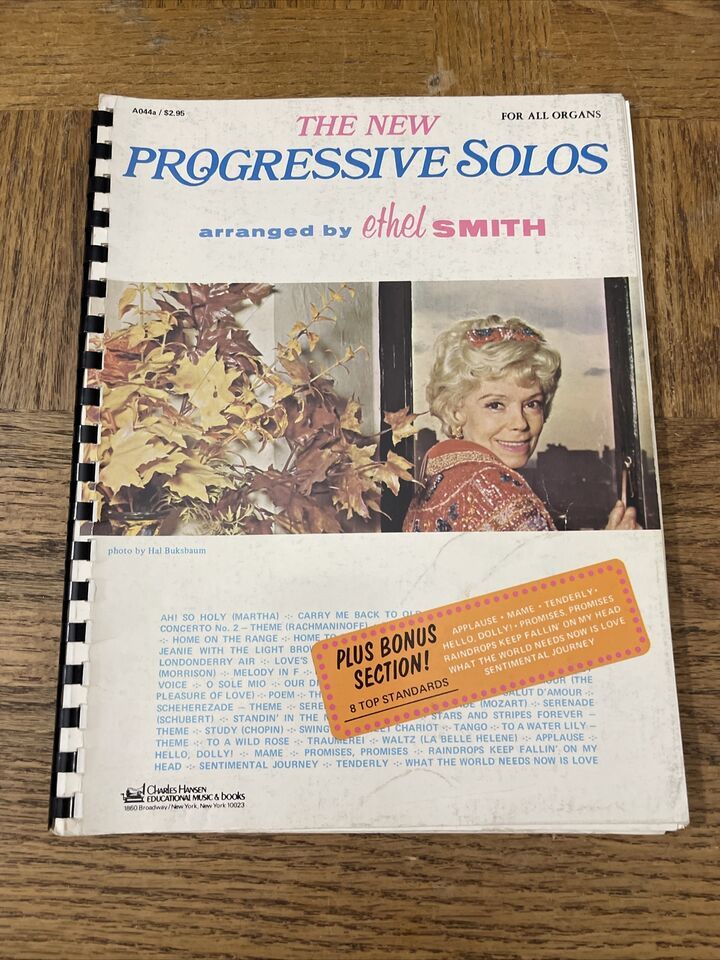 A044a / $2.95
FOR ALL ORGANS
THE NEW
PROGRESSIVE SOLOS
arranged by ethel SMITH
photo by Hal Buksbaum
AH! SO HOLY (MARTHA) -:- CARRY ME BACK TO OLD
CONCERTO No. 2 – THEME (RACHMANINOFF)
-:- HOME ON THE RANGE -:- HOME
JEANIE WITH THE LIGHT
LONDONDERRY AIR -:- LOVE'S
(MORRISON) -:- MELODY IN F -:-
VOICE -:- O SOLE MIO -:- OUR
PLEASURE OF LOVE) -:- POEM -:- SALUT D'AMOUR -:-
SCHEHEREZADE – THEME -:- (MOZART) -:- SERENADE
(SCHUBERT) -:- STANDIN' IN THE STARS AND STRIPES FOREVER –
THEME -:- STUDY (CHOPIN) -:- CHARIOT -:- TANGO -:- TO A WATER LILY –
THEME -:- TO A WILD ROSE -:- TRAUMEREI -:- WALTZ (LA BELLE HELENE) -:- APPLAUSE -:-
HELLO, DOLLY! -:- MAME -:- PROMISES, PROMISES -:- RAINDROPS KEEP FALLIN' ON MY
HEAD -:- SENTIMENTAL JOURNEY -:- TENDERLY -:- WHAT THE WORLD NEEDS NOW IS LOVE
PLUS BONUS
SECTION!
8 TOP STANDARDS
APPLAUSE • MAME • TENDERLY •
HELLO, DOLLY! • PROMISES, PROMISES
RAINDROPS KEEP FALLIN' ON MY HEAD
WHAT THE WORLD NEEDS NOW IS LOVE
SENTIMENTAL JOURNEY
CHARLES HANSEN
EDUCATIONAL MUSIC & books
1860 Broadway/New York, New York 10023